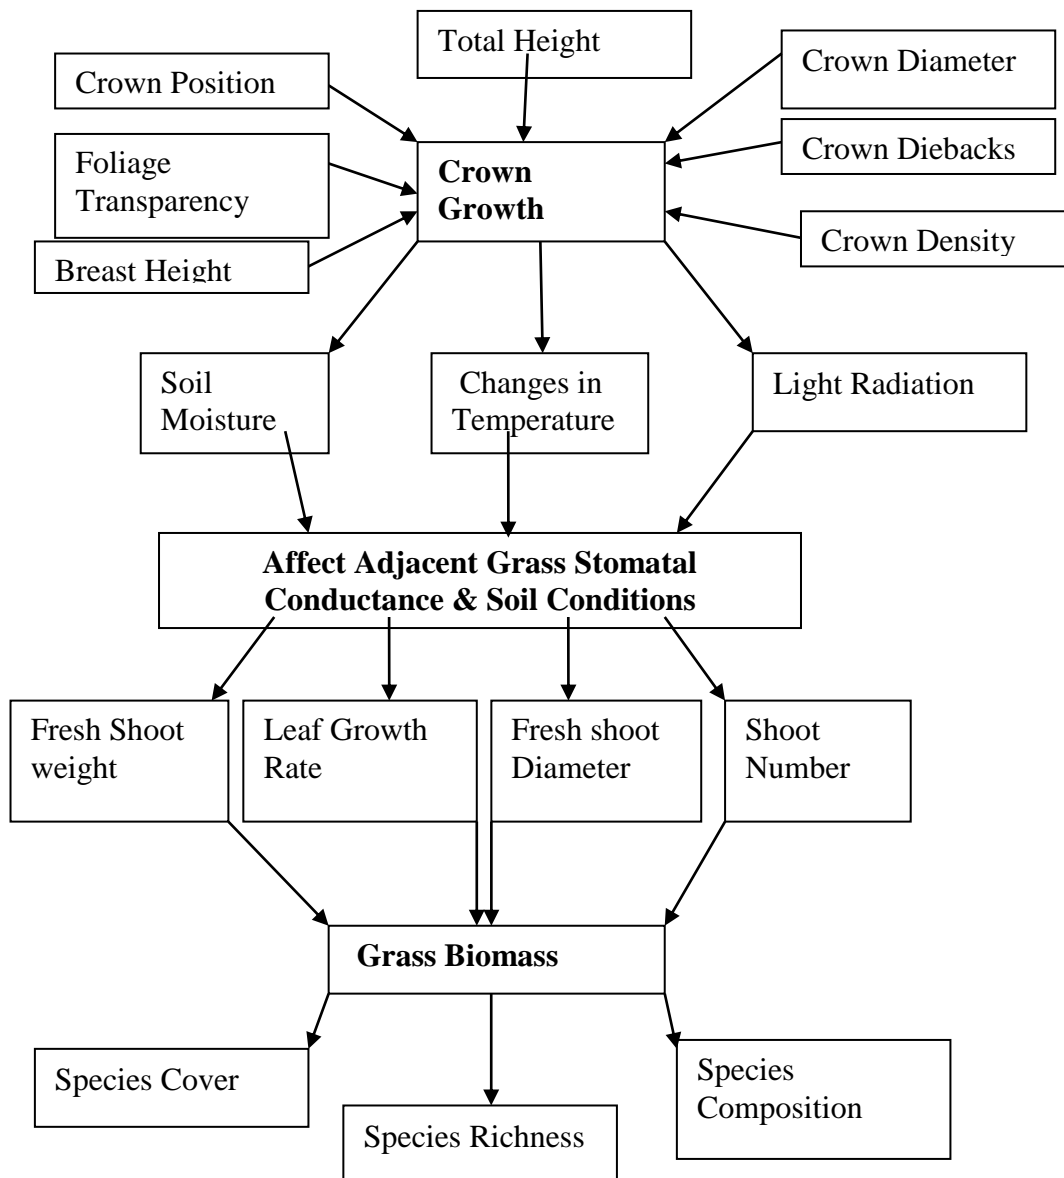 Total Height
Crown Position
Crown Diameter
Foliage
Transparency
Crown
Growth
Crown Diebacks
Breast Height
Crown Density
Soil
Moisture
Changes in
Temperature
Light Radiation
Affect Adjacent Grass Stomatal
Conductance & Soil Conditions
Fresh Shoot
weight
Leaf Growth
Rate
Fresh shoot
Diameter
Shoot
Number
Grass Biomass
Species Cover
Species Richness
Species
Composition